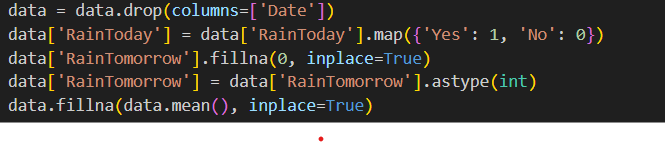 data = data.drop(columns=['Date'])
data['RainToday'] = data['RainToday'].map({'Yes': 1, 'No': 0})
data['RainTomorrow'].fillna(0, inplace=True)
data['RainTomorrow'] = data['RainTomorrow'].astype(int)
data.fillna(data.mean(), inplace=True)